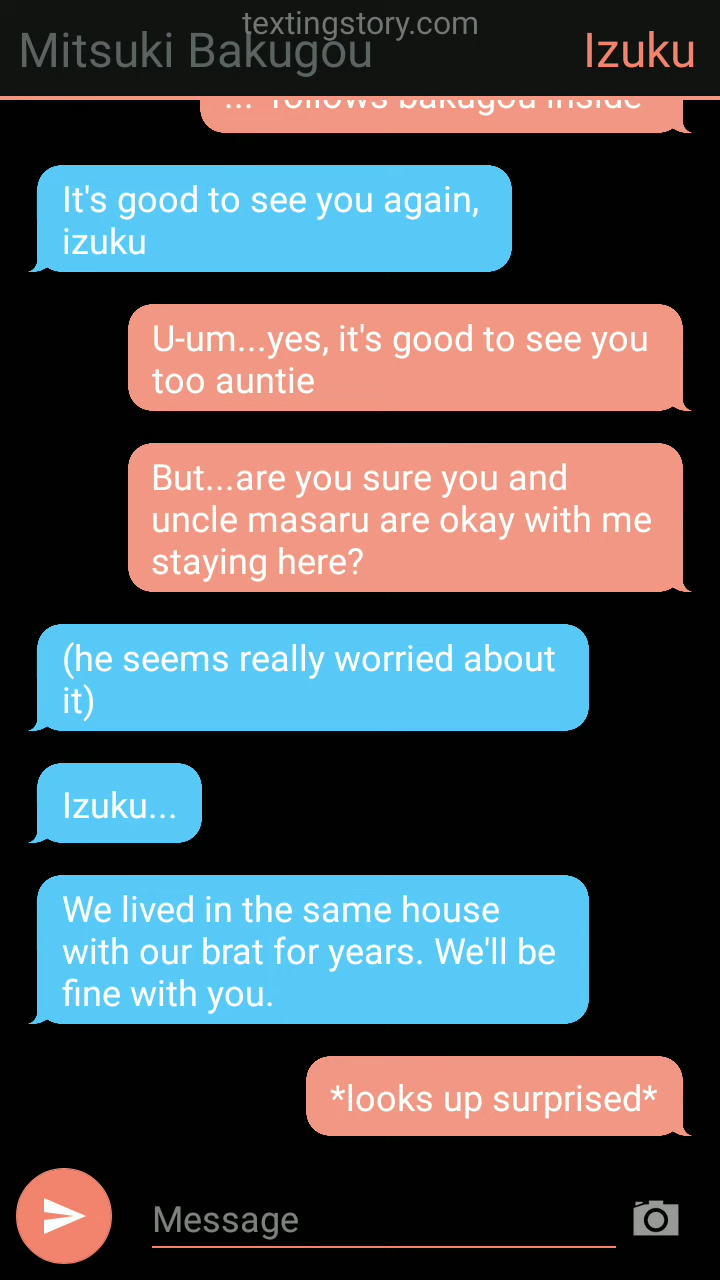 textingstory.com
Mitsuki Bakugou
Izuku
... *follows bakugou inside*
It's good to see you again,
izuku
U-um...yes, it's good to see you
too auntie
But...are you sure you and
uncle masaru are okay with me
staying here?
(he seems really worried about
it)
Izuku...
We lived in the same house
with our brat for years. We'll be
fine with you.
*looks up surprised*
Message